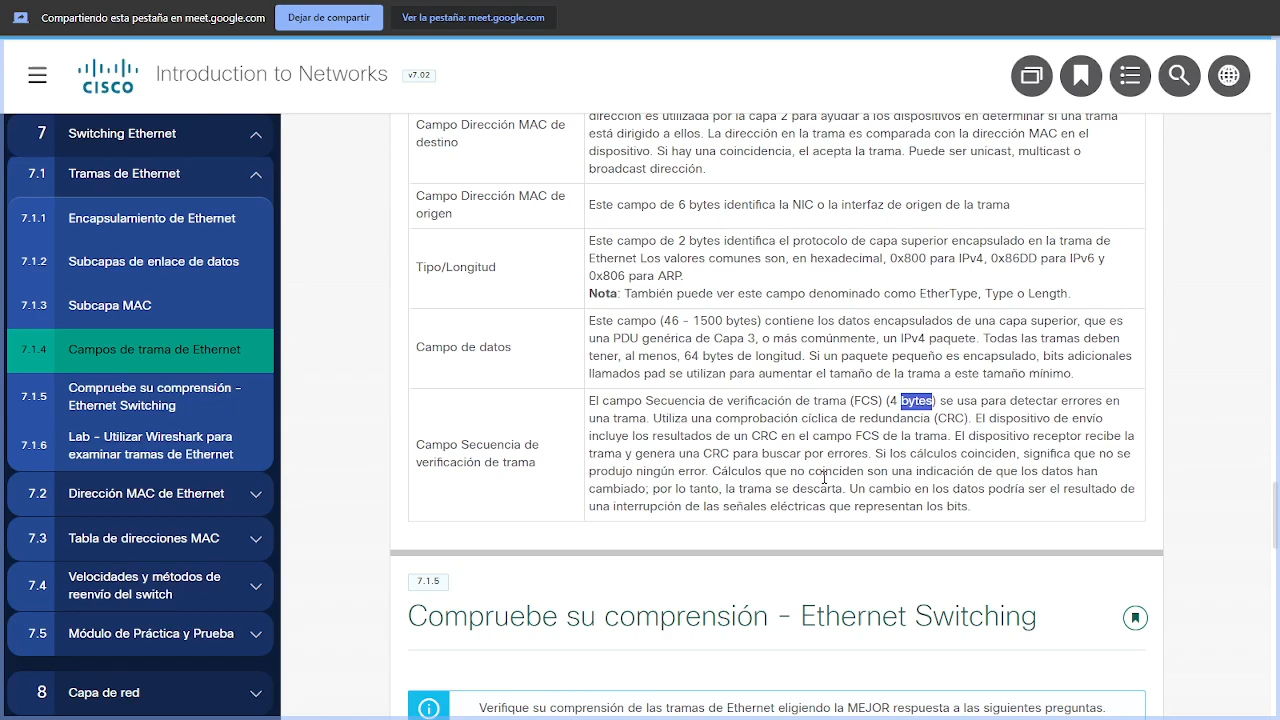 Compartiendo esta pestaña en meet.google.com
Dejar de compartir
Ver la pestaña: meet.google.com
CISCO
Introduction to Networks
v7.02
7 Switching Ethernet
7.1 Tramas de Ethernet
7.1.1 Encapsulamiento de Ethernet
7.1.2 Subcapas de enlace de datos
7.1.3 Subcapa MAC
7.1.4 Campos de trama de Ethernet
7.1.5 Compruebe su comprensión -
Ethernet Switching
7.1.6 Lab - Utilizar Wireshark para
examinar tramas de Ethernet
7.2 Dirección MAC de Ethernet
7.3 Tabla de direcciones MAC
7.4 Velocidades y métodos de
reenvío del switch
7.5 Módulo de Práctica y Prueba
8 Capa de red
Campo Dirección MAC de
destino
dirección es utilizada por la capa 2 para ayudar a los dispositivos en determinar si una trama
está dirigido a ellos. La dirección en la trama es comparada con la dirección MAC en el
dispositivo. Si hay una coincidencia, el acepta la trama. Puede ser unicast, multicast o
broadcast dirección.
Campo Dirección MAC de
origen
Este campo de 6 bytes identifica la NIC o la interfaz de origen de la trama
Tipo/Longitud
Este campo de 2 bytes identifica el protocolo de capa superior encapsulado en la trama de
Ethernet Los valores comunes son, en hexadecimal, 0x800 para IPv4, 0x86DD para IPv6 y
0x806 para ARP.
Nota: También puede ver este campo denominado como EtherType, Type o Length.
Campo de datos
Este campo (46 - 1500 bytes) contiene los datos encapsulados de una capa superior, que es
una PDU genérica de Capa 3, o más comúnmente, un IPv4 paquete. Todas las tramas deben
tener, al menos, 64 bytes de longitud. Si un paquete pequeño es encapsulado, bits adicionales
llamados pad se utilizan para aumentar el tamaño de la trama a este tamaño mínimo.
Campo Secuencia de
verificación de trama
El campo Secuencia de verificación de trama (FCS) (4 bytes) se usa para detectar errores en
una trama. Utiliza una comprobación cíclica de redundancia (CRC). El dispositivo de envío
incluye los resultados de un CRC en el campo FCS de la trama. El dispositivo receptor recibe la
trama y genera una CRC para buscar por errores. Si los cálculos coinciden, significa que no se
produjo ningún error. Cálculos que no coinciden son una indicación de que los datos han
cambiado; por lo tanto, la trama se descarta. Un cambio en los datos podría ser el resultado de
una interrupción de las señales eléctricas que representan los bits.
7.1.5
Compruebe su comprensión - Ethernet Switching
Verifique su comprensión de las tramas de Ethernet eligiendo la MEJOR respuesta a las siguientes preguntas.